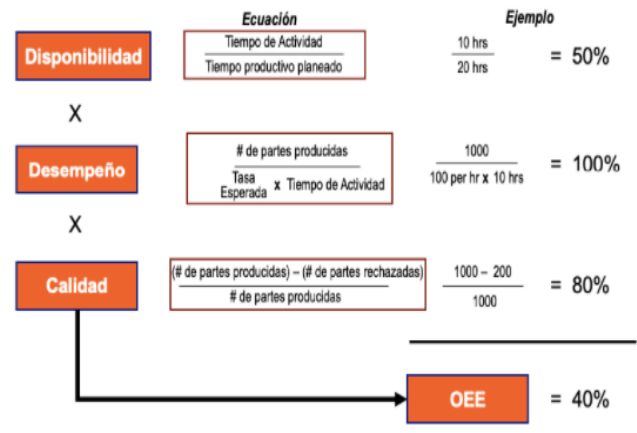 Ecuación
Ejemplo
Disponibilidad
Tiempo de Actividad
Tiempo productivo planeado
10 hrs
20 hrs
= 50%
X
Desempeño
# de partes producidas
Tasa
Esperada x Tiempo de Actividad
1000
100 per hr x 10 hrs
= 100%
X
Calidad
(# de partes producidas) – (# de partes rechazadas)
# de partes producidas
1000 – 200
1000
= 80%
OEE
= 40%